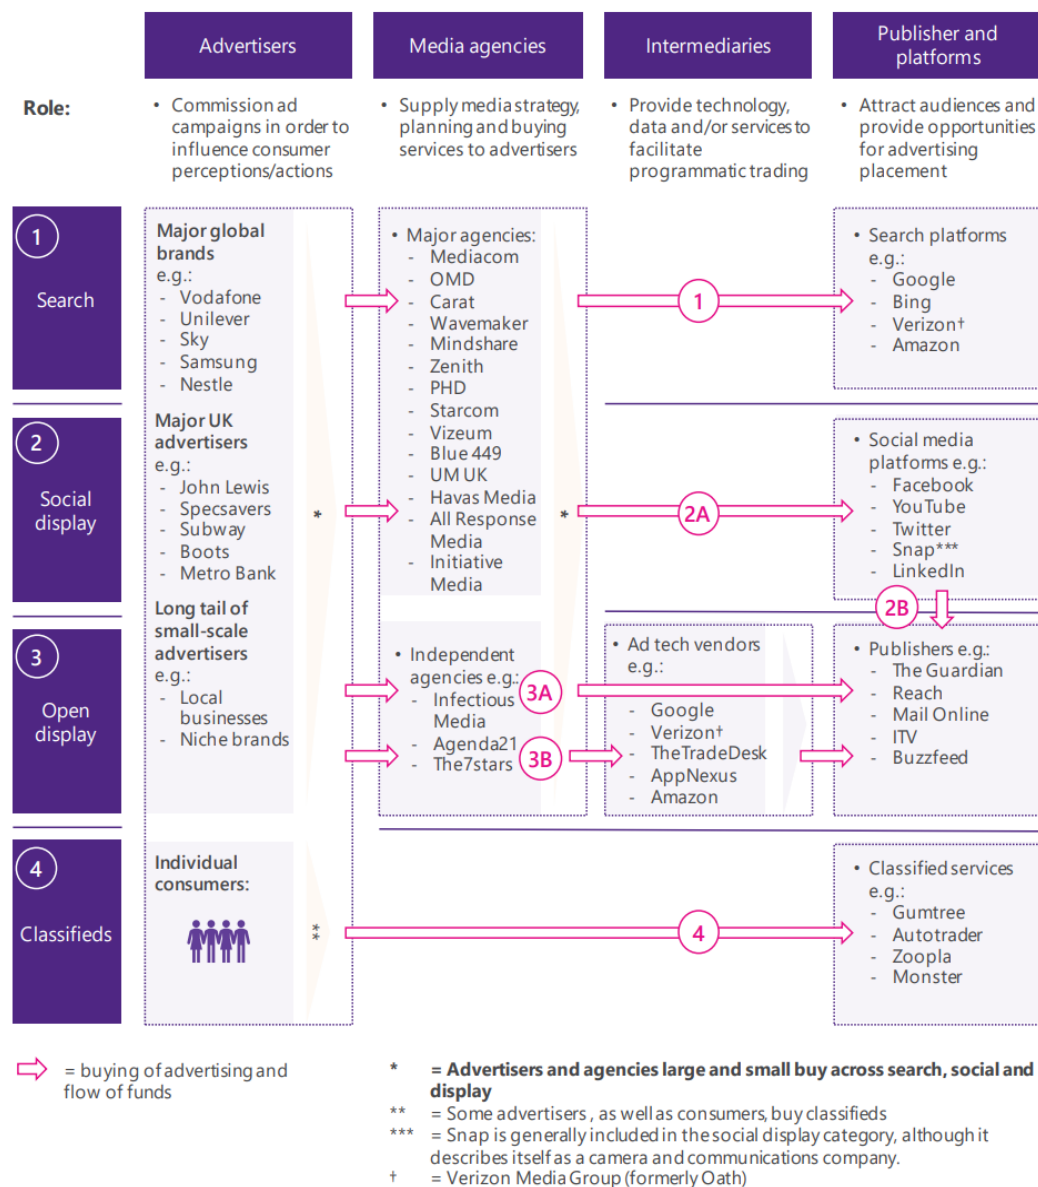 Advertisers
Media agencies
Intermediaries
Publisher and
platforms
Role:
• Commission ad
campaigns in order to
influence consumer
perceptions/actions
• Supply media strategy,
planning and buying
services to advertisers
• Provide technology,
data and/or services to
facilitate
programmatic trading
• Attract audiences and
provide opportunities
for advertising
placement
1
Search
Major global
brands
e.g.:
- Vodafone
- Unilever
- Sky
- Samsung
- Nestle
Major UK
advertisers
e.g.:
- John Lewis
- Specsavers
- Subway
- Boots
- Metro Bank
Long tail of
small-scale
advertisers
e.g.:
- Local
businesses
- Niche brands
*
• Major agencies:
- Mediacom
- OMD
- Carat
- Wavemaker
- Mindshare
- Zenith
- PHD
- Starcom
- Vizeum
- Blue 449
- UM UK
- Havas Media
- All Response
Media
- Initiative
Media
*
1
• Search platforms
e.g.:
- Google
- Bing
- Verizon†
- Amazon
2
Social
display
2A
• Social media
platforms e.g.:
- Facebook
- YouTube
- Twitter
- Snap***
- LinkedIn
2B
3
Open
display
• Independent
agencies e.g.:
- Infectious
Media
- Agenda21
- The7stars
3A
3B
• Ad tech vendors
e.g.:
- Google
- Verizon†
- TheTradeDesk
- AppNexus
- Amazon
• Publishers e.g.:
- The Guardian
- Reach
- Mail Online
- ITV
- Buzzfeed
4
Classifieds
Individual
consumers:
**
4
• Classified services
e.g.:
- Gumtree
- Autotrader
- Zoopla
- Monster
= buying of advertising and
flow of funds
* = Advertisers and agencies large and small buy across search, social and
display
** = Some advertisers , as well as consumers, buy classifieds
*** = Snap is generally included in the social display category, although it
describes itself as a camera and communications company.
† = Verizon Media Group (formerly Oath)